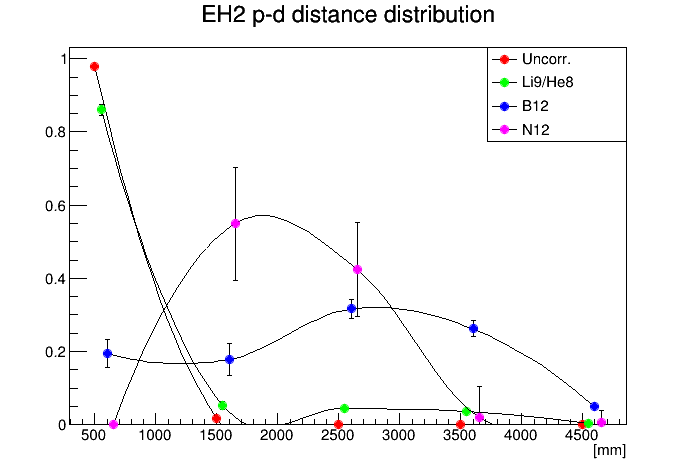 EH2 p-d distance distribution
Uncorr.
Li9/He8
B12
N12
1
0.8
0.6
0.4
0.2
0
500 1000 1500 2000 2500 3000 3500 4000 4500
[mm]